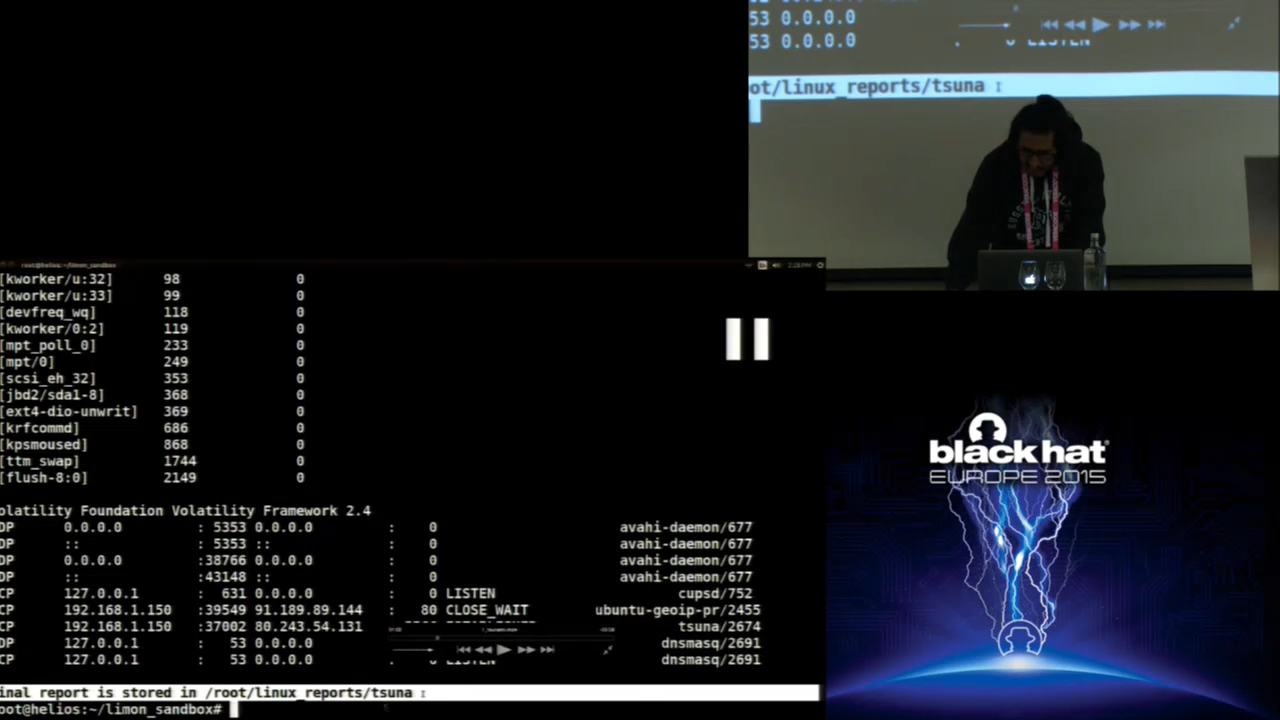 53 0.0.0.0
53 0.0.0.0 . 0 LISTEN
ot/linux_reports/tsuna
root@helios:~/limon_sandbox
[kworker/u:32] 98 0
[kworker/u:33] 99 0
[devfreq_wq] 118 0
[kworker/0:2] 119 0
[mpt_poll_0] 233 0
[mpt/0] 249 0
[scsi_eh_32] 353 0
[jbd2/sda1-8] 368 0
[ext4-dio-unwrit] 369 0
[krfcommd] 686 0
[kpsmoused] 868 0
[ttm_swap] 1744 0
[flush-8:0] 2149 0
olatility Foundation Volatility Framework 2.4
DP 0.0.0.0 : 5353 0.0.0.0 : 0 avahi-daemon/677
DP :: : 5353 :: : 0 avahi-daemon/677
DP 0.0.0.0 :38766 0.0.0.0 : 0 avahi-daemon/677
DP :: :43148 :: : 0 avahi-daemon/677
CP 127.0.0.1 : 631 0.0.0.0 : 0 LISTEN cupsd/752
CP 192.168.1.150 :39549 91.189.89.144 : 80 CLOSE_WAIT ubuntu-geoip-pr/2455
CP 192.168.1.150 :37002 80.243.54.131 tsuna/2674
DP 127.0.0.1 : 53 0.0.0.0 dnsmasq/2691
CP 127.0.0.1 : 53 0.0.0.0 : 0 LISTEN dnsmasq/2691
inal report is stored in /root/linux_reports/tsuna
oot@helios:~/limon_sandbox#
black hat
EUROPE 2015